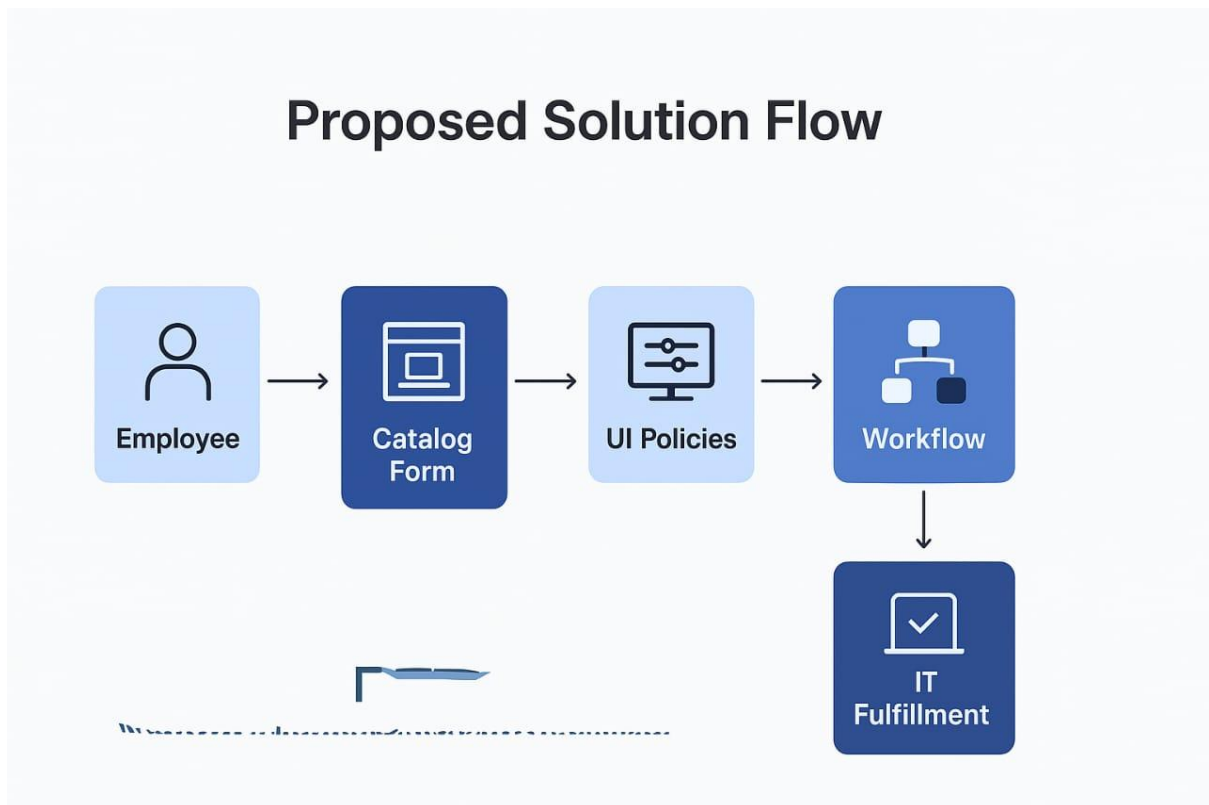 Proposed Solution Flow
Employee
Catalog
Form
UI Policies
Workflow
IT
Fulfillment